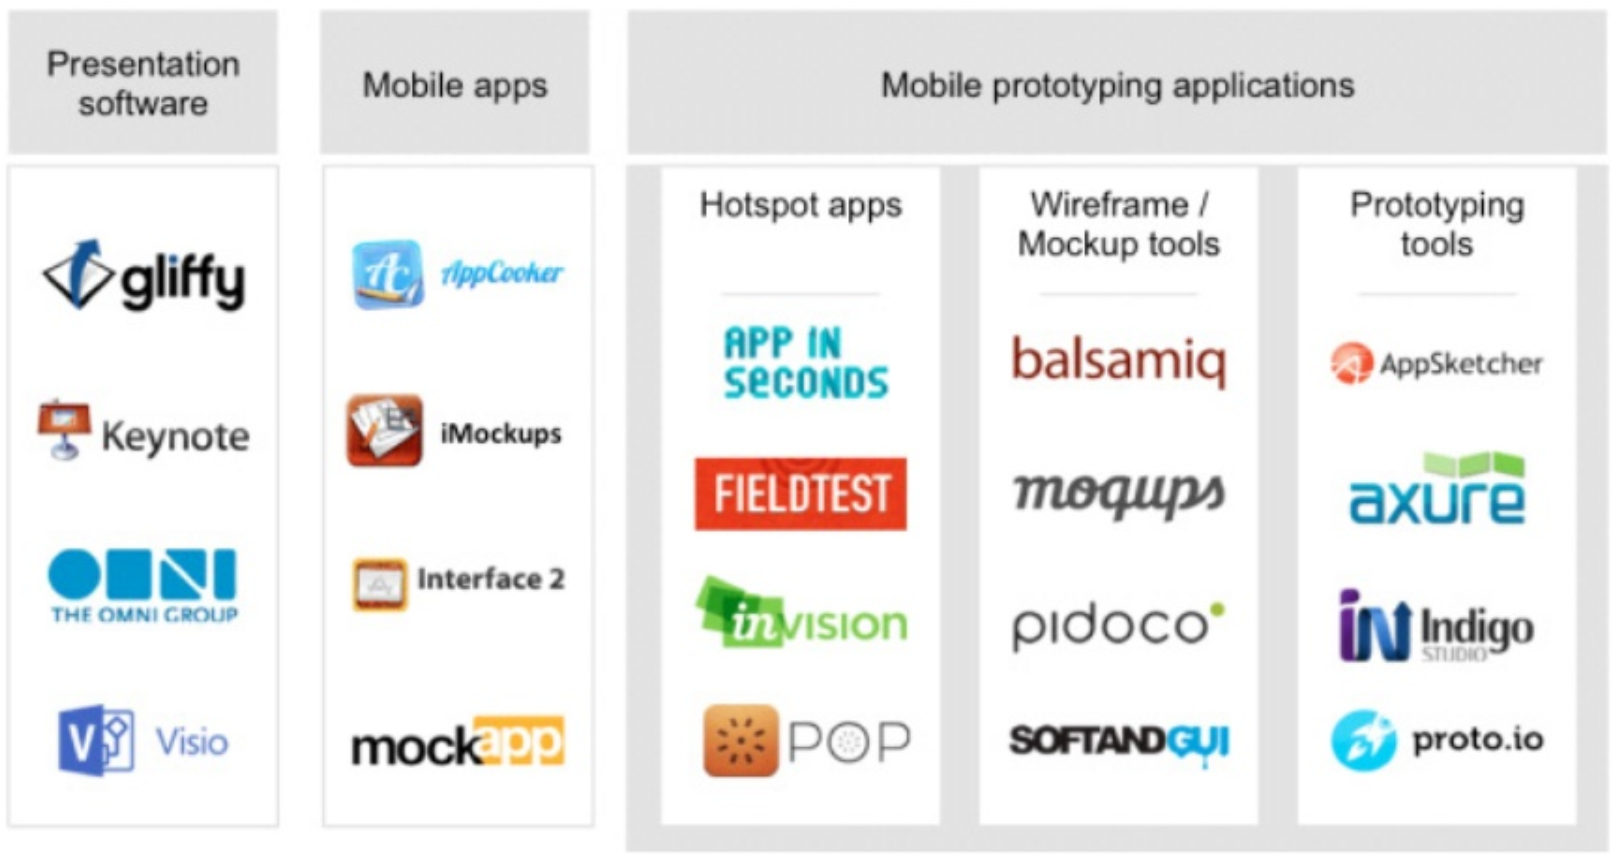 Presentation
software
Mobile apps
Mobile prototyping applications
gliffy
Keynote
OMNI
THE OMNI GROUP
V
Visio
AC
AppCooker
iMockups
Interface 2
mockapp
Hotspot apps
APP IN
SECONDS
FIELDTEST
inVISION
POP
Wireframe /
Mockup tools
balsamiq
moqups
pidoco
SOFTANDGUI
Prototyping
tools
AppSketcher
axure
IN
Indigo
STUDIO
proto.io